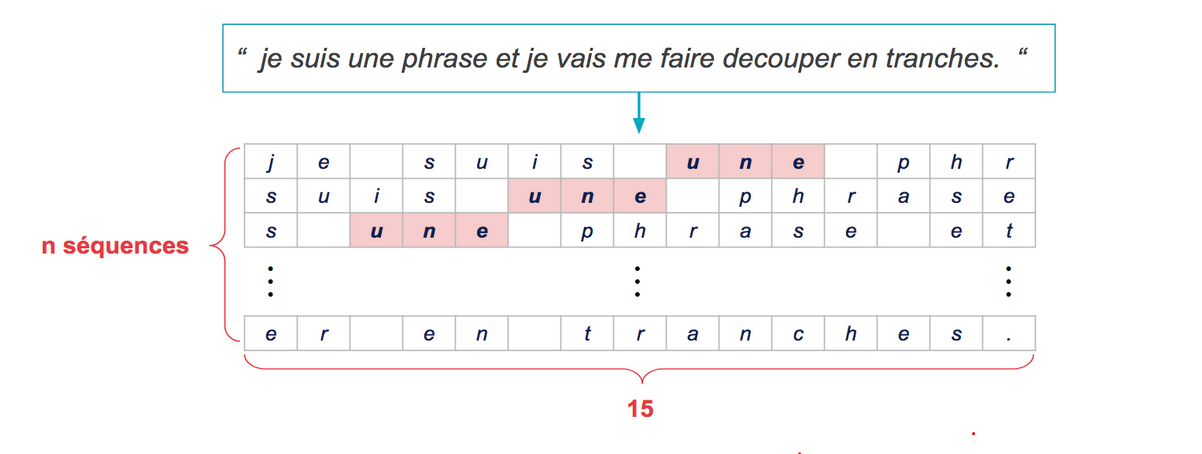 “ je suis une phrase et je vais me faire decouper en tranches. “
j e s u i s u n e p h r
s u i s u n e p h r a s e
s u n e p h r a s e e t
n séquences
e r e n t r a n c h e s .
15